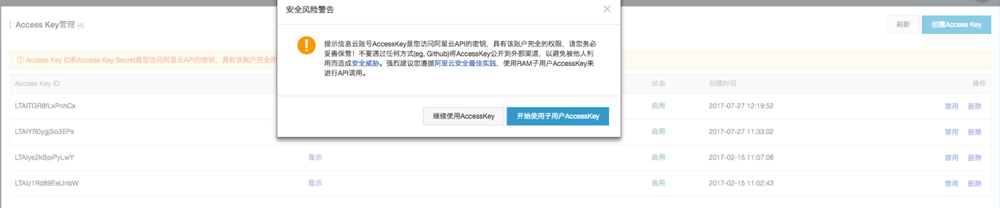 安全风险警告
Access Key管理 (4)
刷新
创建Access Key
提示信息云账号AccessKey是您访问阿里云API的密钥，具有该账户完全的权限，请您务必
妥善保管！不要通过任何方式(eg, Github)将AccessKey公开到外部渠道，以避免被他人利
用而造成安全威胁。强烈建议您遵循阿里云安全最佳实践，使用RAM子用户AccessKey来
进行API调用。
Access Key ID和Access Key Secret是您访问阿里云API的密钥，具有该账户完全的
Access Key ID
状态
创建时间
操作
LTAITGR8fLxPnhCx
启用
2017-07-27 12:19:52
禁用 删除
继续使用AccessKey
开始使用子用户AccessKey
LTAIYR0ygjSo3EPs
启用
2017-07-27 11:33:02
禁用 删除
LTAIye2kBpiPyLwY
显示
启用
2017-02-15 11:07:08
禁用 删除
LTAIz1Rd89EeUnbW
显示
启用
2017-02-15 11:02:43
禁用 删除